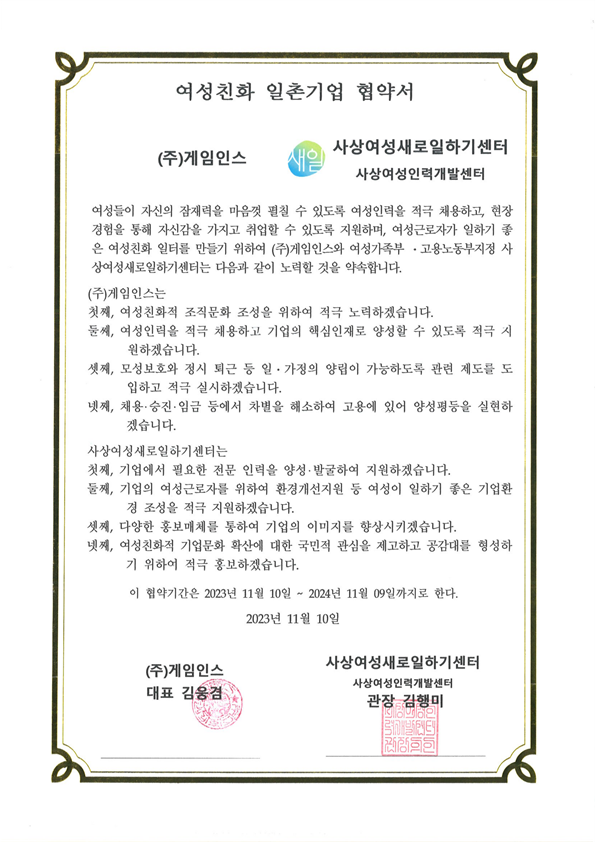 여성친화 일촌기업 협약서
(주)게임인스
새일
사상여성새로일하기센터
사상여성인력개발센터
여성들이 자신의 잠재력을 마음껏 펼칠 수 있도록 여성인력을 적극 채용하고, 현장
경험을 통해 자신감을 가지고 취업할 수 있도록 지원하며, 여성근로자가 일하기 좋
은 여성친화 일터를 만들기 위하여 (주)게임인스와 여성가족부 · 고용노동부지정 사
상여성새로일하기센터는 다음과 같이 노력할 것을 약속합니다.
(주)게임인스는
첫째, 여성친화적 조직문화 조성을 위하여 적극 노력하겠습니다.
둘쩨, 여성인력을 적극 채용하고 기업의 핵심인재로 양성할 수 있도록 적극 지
원하겠습니다.
셋째, 모성보호와 정시 퇴근 등 일·가정의 양립이 가능하도록 관련 제도를 도
입하고 적극 실시하겠습니다.
넷째, 채용·승진·임금 등에서 차별을 해소하여 고용에 있어 양성평등을 실현하
겠습니다.
사상여성새로일하기센터는
첫째, 기업에서 필요한 전문 인력을 양성·발굴하여 지원하겠습니다.
둘째, 기업의 여성근로자를 위하여 환경개선지원 등 여성이 일하기 좋은 기업환
경 조성을 적극 지원하겠습니다.
셋째, 다양한 홍보매체를 통하여 기업의 이미지를 향상시키겠습니다.
넷째, 여성친화적 기업문화 확산에 대한 국민적 관심을 제고하고 공감대를 형성하
기 위하여 적극 홍보하겠습니다.
이 협약기간은 2023년 11월 10일 ~ 2024년 11월 09일까지로 한다.
2023년 11월 10일
(주)게임인스
대표 김웅겸
사상여성새로일하기센터
사상여성인력개발센터
관장 김행미